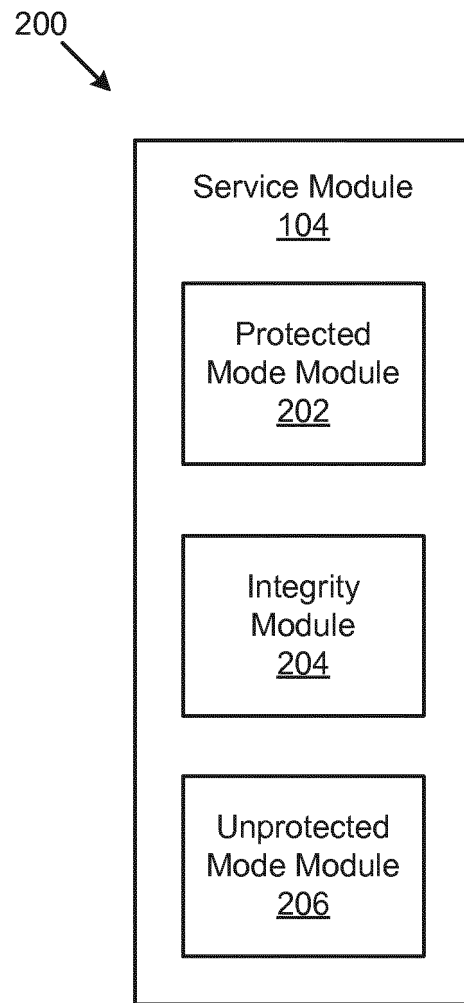 200
Service Module
104
Protected
Mode Module
202
Integrity
Module
204
Unprotected
Mode Module
206